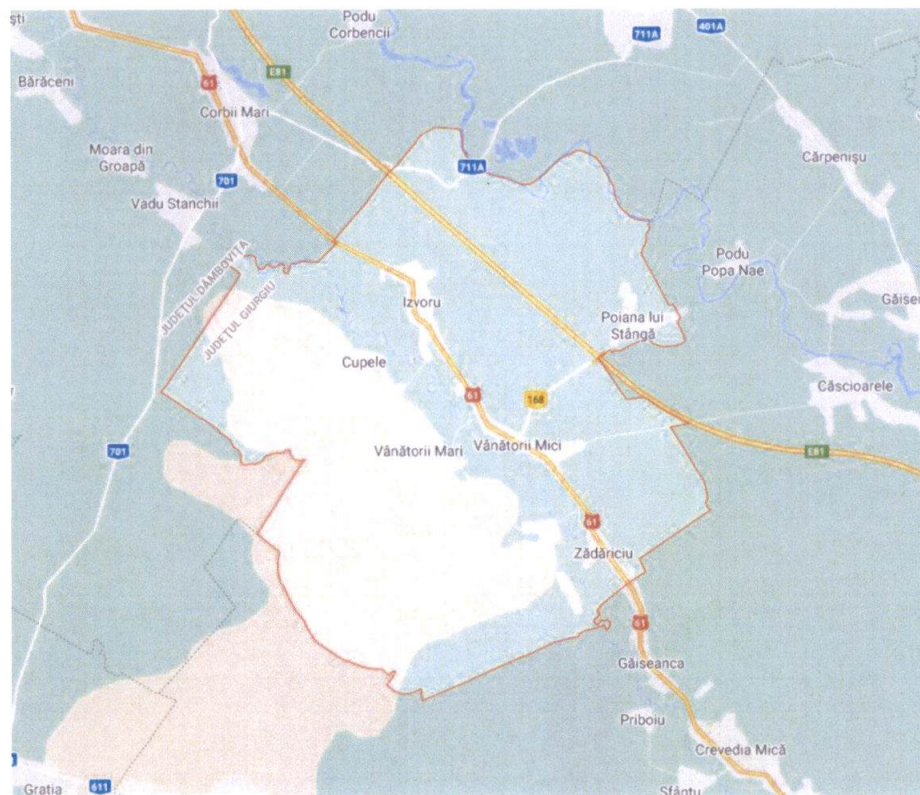 Podu
Corbencii
711A
401A
Bărăceni
61
E81
Corbii Mari
Moara din
Groapă
701
711A
Cărpenișu
Vadu Stanchii
JUDEȚUL DÂMBOVIȚA
JUDEȚUL GIURGIU
Podu
Popa Nae
Izvoru
Poiana lui
Stângă
Cupele
61
168
Căscioarele
701
Vânătorii Mari
Vânătorii Mici
E81
61
Zădăriciu
61
Găiseanca
Priboiu
Crevedia Mică
Gratia
611
Sfântu